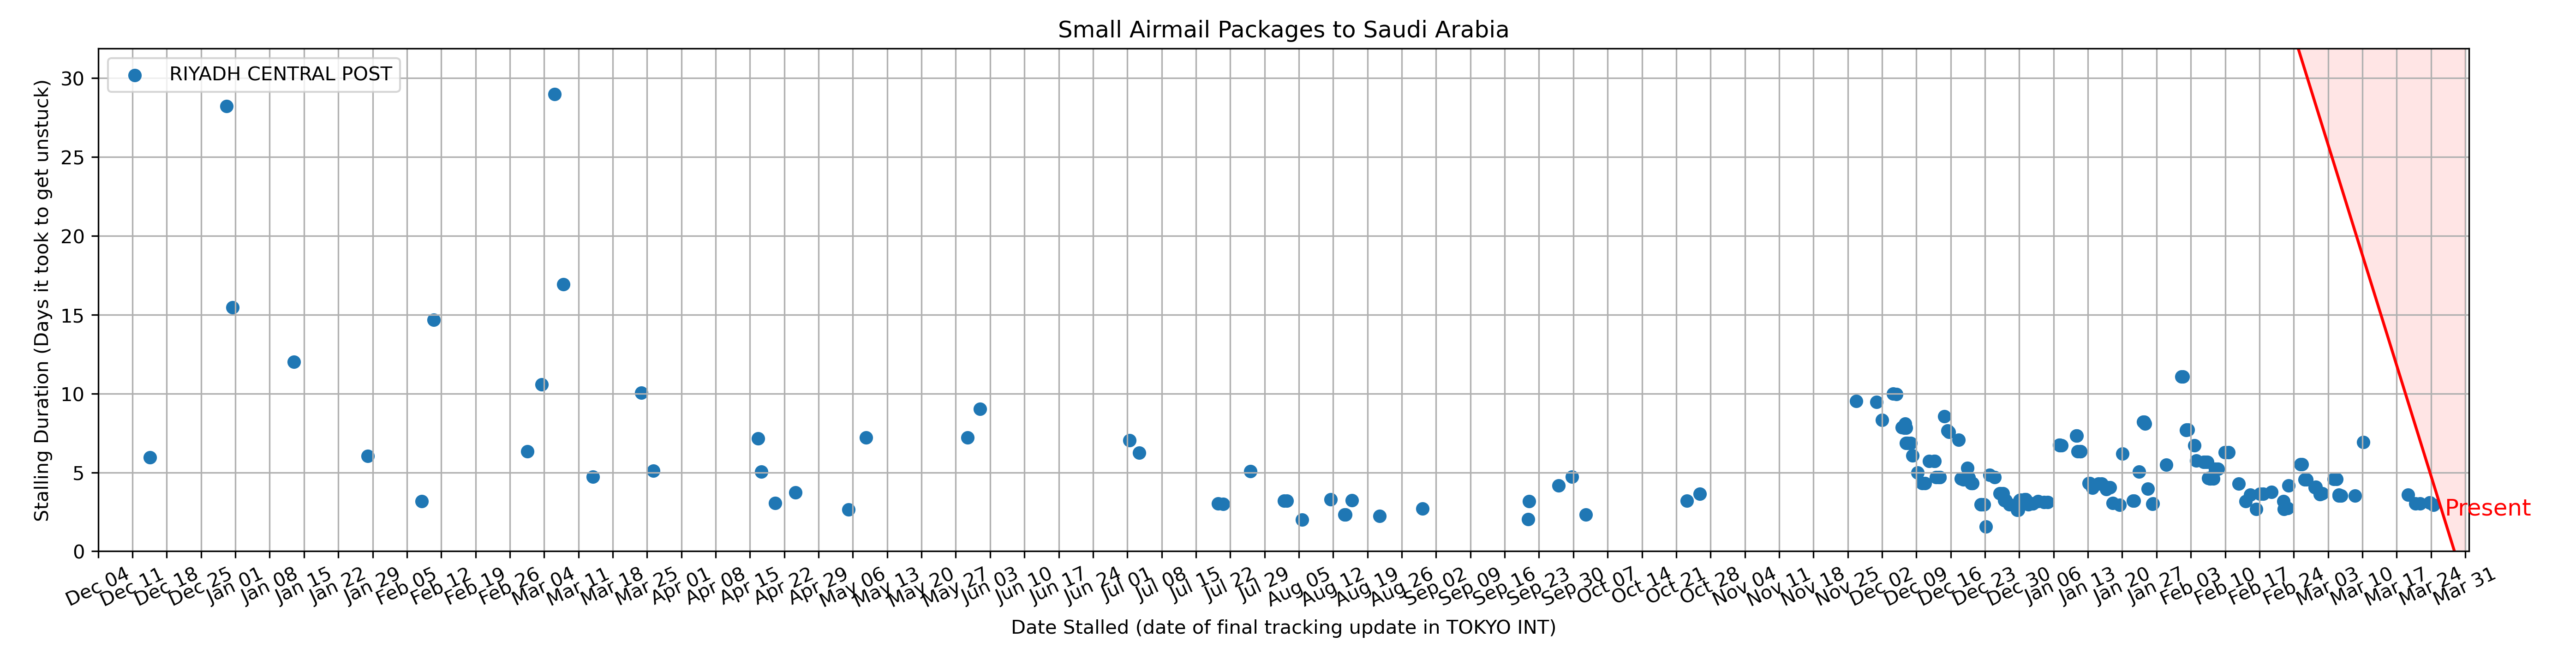 Small Airmail Packages to Saudi Arabia
RIYADH CENTRAL POST
Stalling Duration (Days it took to get unstuck)
30
25
20
15
10
5
0
Present
Dec 04
Dec 11
Dec 18
Dec 25
Jan 01
Jan 08
Jan 15
Jan 22
Jan 29
Feb 05
Feb 12
Feb 19
Feb 26
Mar 04
Mar 11
Mar 18
Mar 25
Apr 01
Apr 08
Apr 15
Apr 22
Apr 29
May 06
May 13
May 20
May 27
Jun 03
Jun 10
Jun 17
Jun 24
Jul 01
Jul 08
Jul 15
Jul 22
Jul 29
Aug 05
Aug 12
Aug 19
Aug 26
Sep 02
Sep 09
Sep 16
Sep 23
Sep 30
Oct 07
Oct 14
Oct 21
Oct 28
Nov 04
Nov 11
Nov 18
Nov 25
Dec 02
Dec 09
Dec 16
Dec 23
Dec 30
Jan 06
Jan 13
Jan 20
Jan 27
Feb 03
Feb 10
Feb 17
Feb 24
Mar 03
Mar 10
Mar 17
Mar 24
Mar 31
Date Stalled (date of final tracking update in TOKYO INT)